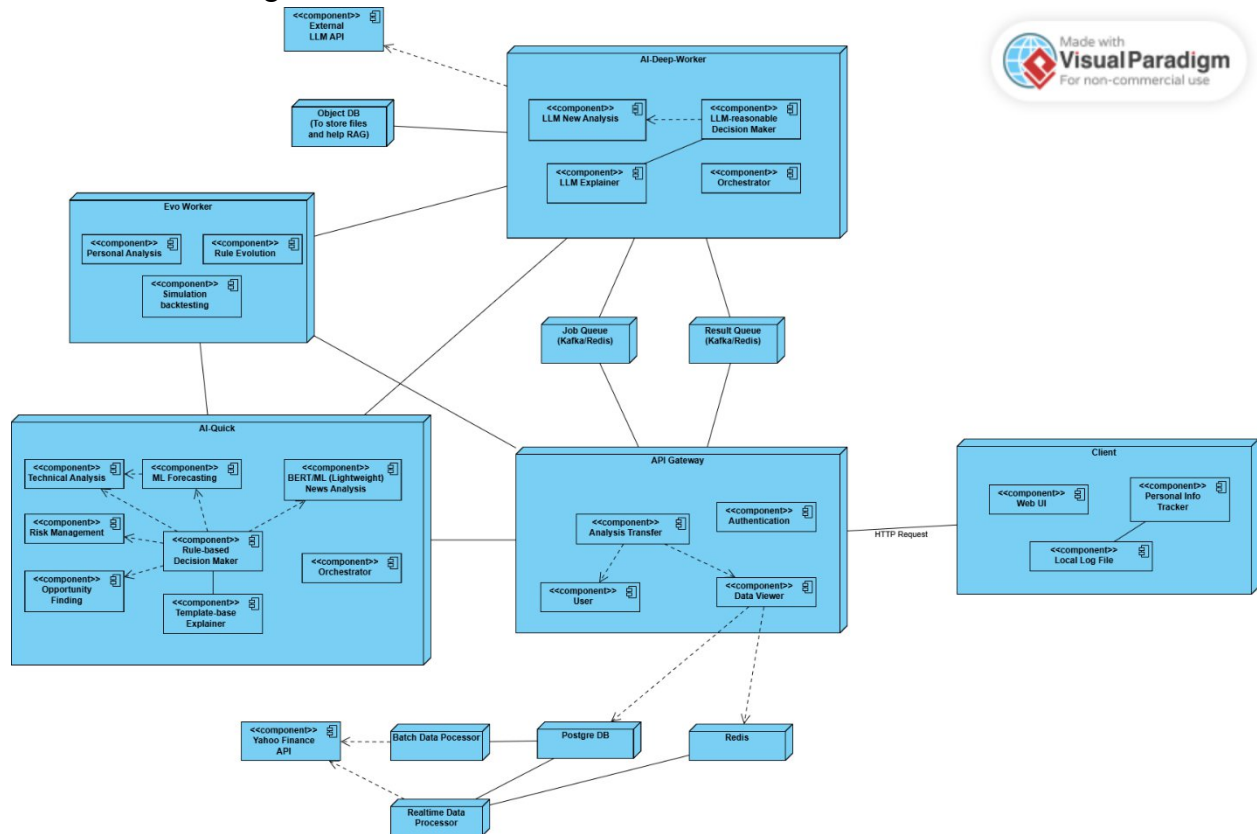 <<component>>
External
LLM API
Made with
Visual Paradigm
For non-commercial use
AI-Deep-Worker
<<component>>
LLM New Analysis
<<component>>
LLM-reasonable
Decision Maker
<<component>>
LLM Explainer
<<component>>
Orchestrator
Object DB
(To store files
and help RAG)
Evo Worker
<<component>>
Personal Analysis
<<component>>
Rule Evolution
<<component>>
Simulation
backtesting
Job Queue
(Kafka/Redis)
Result Queue
(Kafka/Redis)
AI-Quick
<<component>>
Technical Analysis
<<component>>
ML Forecasting
<<component>>
BERT/ML (Lightweight)
News Analysis
<<component>>
Risk Management
<<component>>
Rule-based
Decision Maker
<<component>>
Orchestrator
<<component>>
Opportunity
Finding
<<component>>
Template-base
Explainer
API Gateway
<<component>>
Analysis Transfer
<<component>>
Authentication
<<component>>
User
<<component>>
Data Viewer
HTTP Request
Client
<<component>>
Web UI
<<component>>
Personal Info
Tracker
<<component>>
Local Log File
<<component>>
Yahoo Finance
API
Batch Data Pocessor
Postgre DB
Redis
Realtime Data
Processor